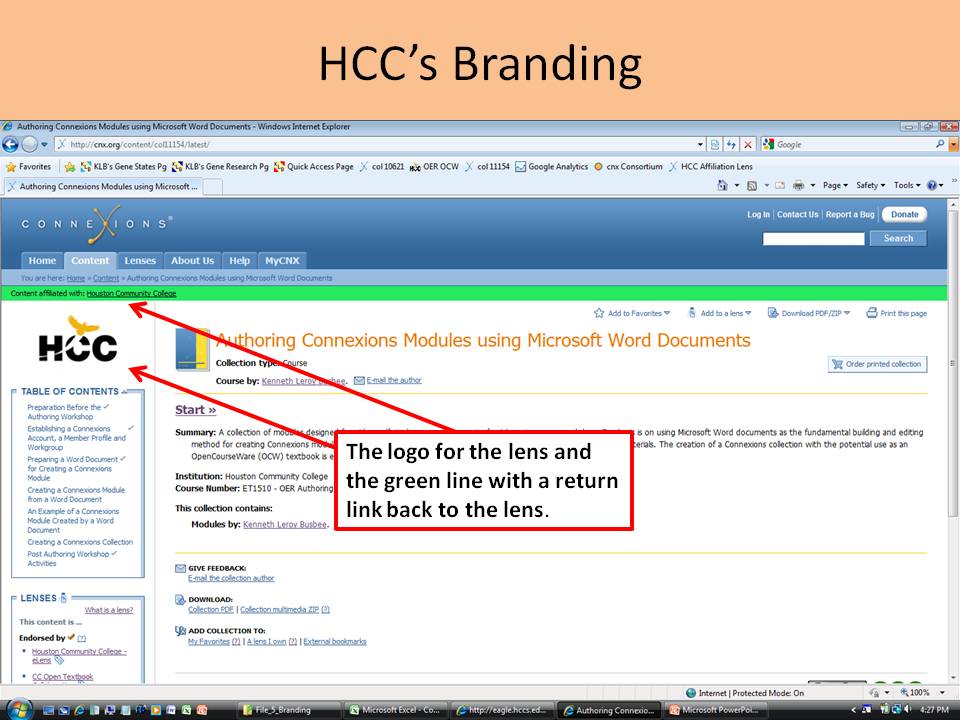 HCC's Branding
Authoring Connexions Modules using Microsoft Word Documents - Windows Internet Explorer
http://cnx.org/content/col11154/latest/
Google
Favorites KLB's Gene States Pg KLB's Gene Research Pg Quick Access Page col 10621 OER OCW col 11154 Google Analytics cnx Consortium HCC Affiliation Lens
Authoring Connexions Modules using Microsoft ...
Page Safety Tools
CONNEXIONS®
Log In | Contact Us | Report a Bug Donate
Search
Home Content Lenses About Us Help MyCNX
You are here: Home » Content » Authoring Connexions Modules using Microsoft Word Documents
Content affiliated with: Houston Community College
Add to Favorites Add to a lens Download PDF/ZIP Print this page
HCC
Authoring Connexions Modules using Microsoft Word Documents
Collection type: Course
Order printed collection
Course by: Kenneth Leroy Busbee. E-mail the author
TABLE OF CONTENTS
Preparation Before the
Authoring Workshop
Establishing a Connexions
Account, a Member Profile and
Workgroup
Preparing a Word Document
for Creating a Connexions
Module
Creating a Connexions Module
from a Word Document
An Example of a Connexions
Module Created by a Word
Document
Creating a Connexions Collection
Post Authoring Workshop
Activities
Start »
Summary: A collection of modules is on using Microsoft Word documents as the fundamental building and editing
method for creating Connexions The creation of a Connexions collection with the potential use as an
OpenCourseWare (OCW) textbook is
Institution: Houston Community College
Course Number: ET1510 - OER Authoring
This collection contains:
Modules by: Kenneth Leroy Busbee.
The logo for the lens and
the green line with a return
link back to the lens.
GIVE FEEDBACK:
E-mail the collection author
DOWNLOAD:
Collection PDF | Collection multimedia ZIP (?)
ADD COLLECTION TO:
My Favorites (?) | A lens I own (?) | External bookmarks
LENSES
What is a lens?
This content is ...
Endorsed by (?)
Houston Community College -
eLens
CC Open Textbook
Internet | Protected Mode: On
100%
File_5_Branding Microsoft Excel - Co... http://eagle.hccs.ed... Authoring Connexio... Microsoft PowerPoi...
4:27 PM